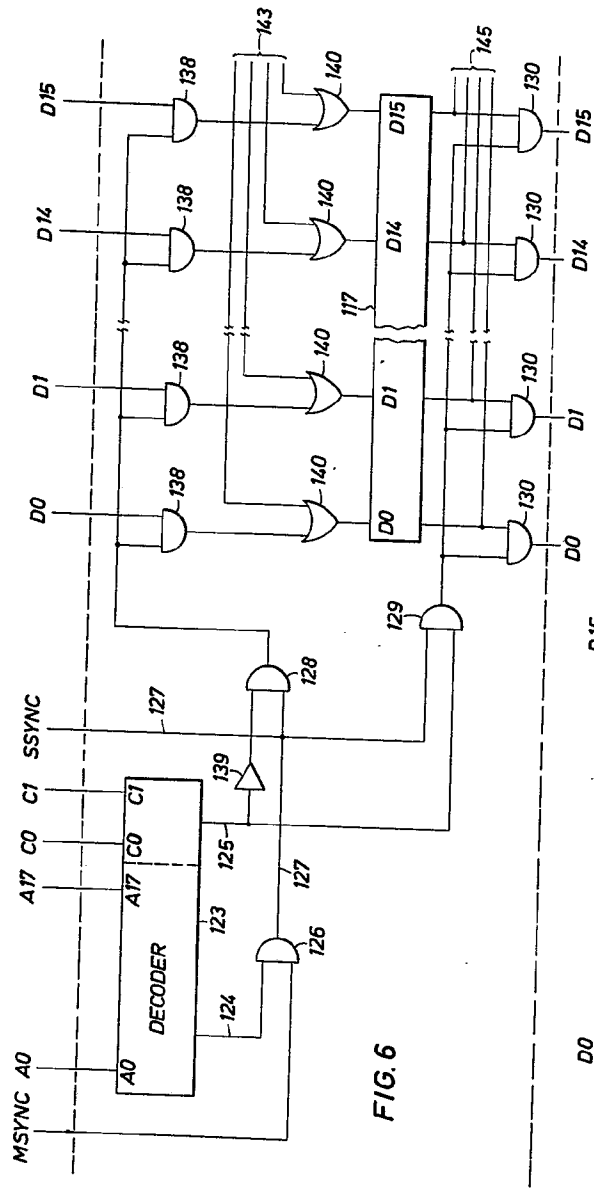 MSYNC A0 A17 C0 C1 SSYNC D0 D1 D14 D15
A0 A17 C0 C1 127 138 138 138 138
DECODER 123 139 143
124 125 128 140 140 140 140
126 127 117
D0 D1 D14 D15
129 145
130 130 130 130
FIG. 6
D0 D1 D14 D15
D0